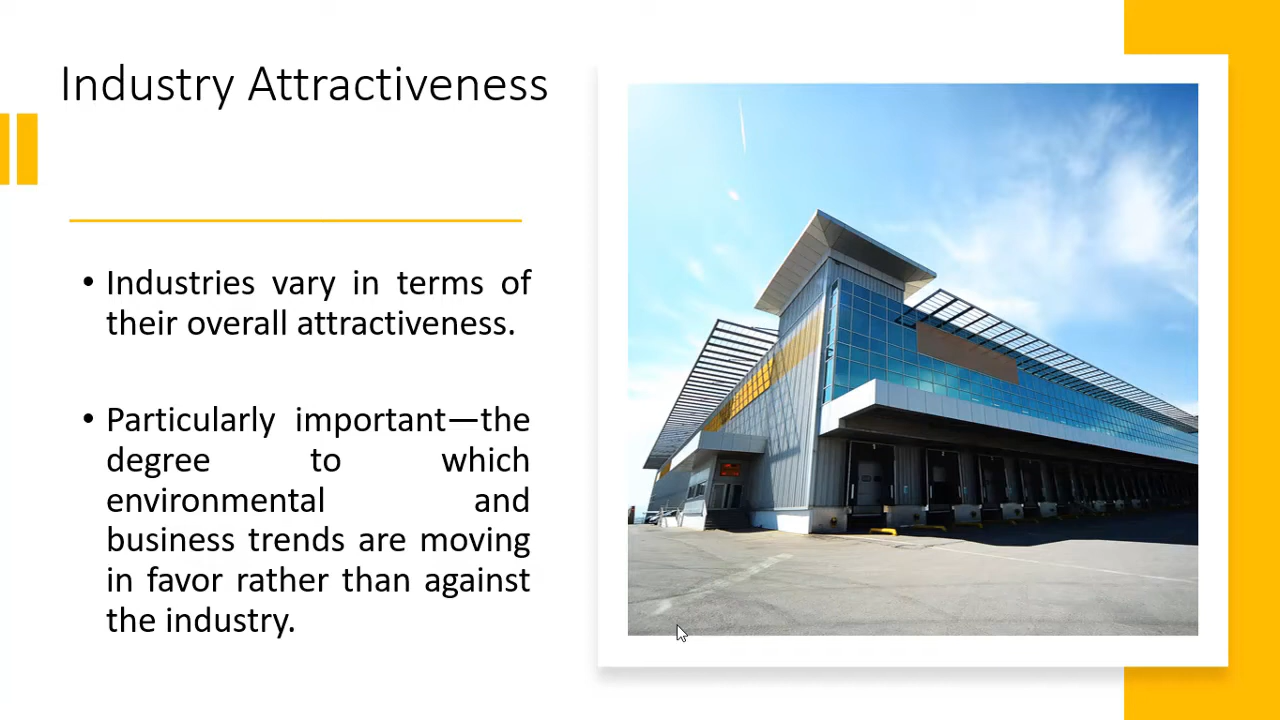 Industry Attractiveness
• Industries vary in terms of
their overall attractiveness.
• Particularly important—the
degree to which
environmental and
business trends are moving
in favor rather than against
the industry.